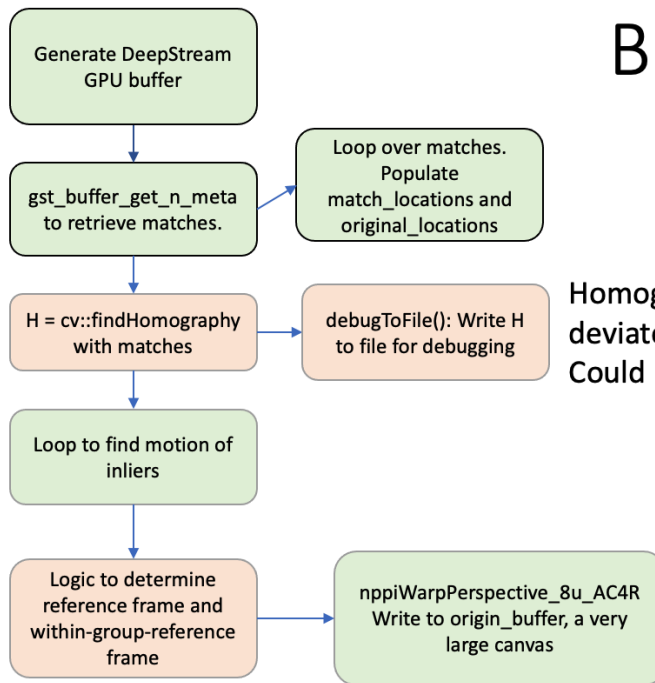 Generate DeepStream
GPU buffer
B
gst_buffer_get_n_meta
to retrieve matches.
Loop over matches.
Populate
match_locations and
original_locations
H = cv::findHomography
with matches
debugToFile(): Write H
to file for debugging
Homog
deviate
Could
Loop to find motion of
inliers
Logic to determine
reference frame and
within-group-reference
frame
nppiWarpPerspective_8u_AC4R
Write to origin_buffer, a very
large canvas